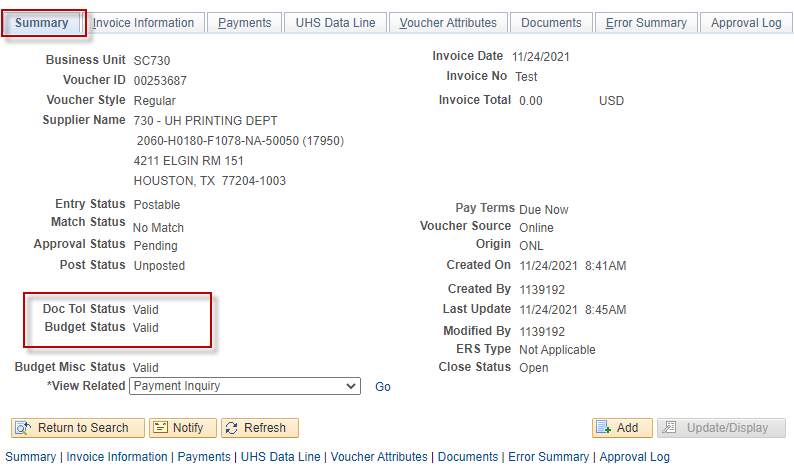 Summary Invoice Information Payments UHS Data Line Voucher Attributes Documents Error Summary Approval Log
Business Unit SC730 Invoice Date 11/24/2021
Voucher ID 00253687 Invoice No Test
Voucher Style Regular Invoice Total 0.00 USD
Supplier Name 730 - UH PRINTING DEPT
2060-H0180-F1078-NA-50050 (17950)
4211 ELGIN RM 151
HOUSTON, TX 77204-1003
Entry Status Postable Pay Terms Due Now
Match Status No Match Voucher Source Online
Approval Status Pending Origin ONL
Post Status Unposted Created On 11/24/2021 8:41AM
Created By 1139192
Doc Tol Status Valid Last Update 11/24/2021 8:45AM
Budget Status Valid Modified By 1139192
ERS Type Not Applicable
Budget Misc Status Valid Close Status Open
*View Related Payment Inquiry Go
Return to Search Notify Refresh Add Update/Display
Summary | Invoice Information | Payments | UHS Data Line | Voucher Attributes | Documents | Error Summary | Approval Log